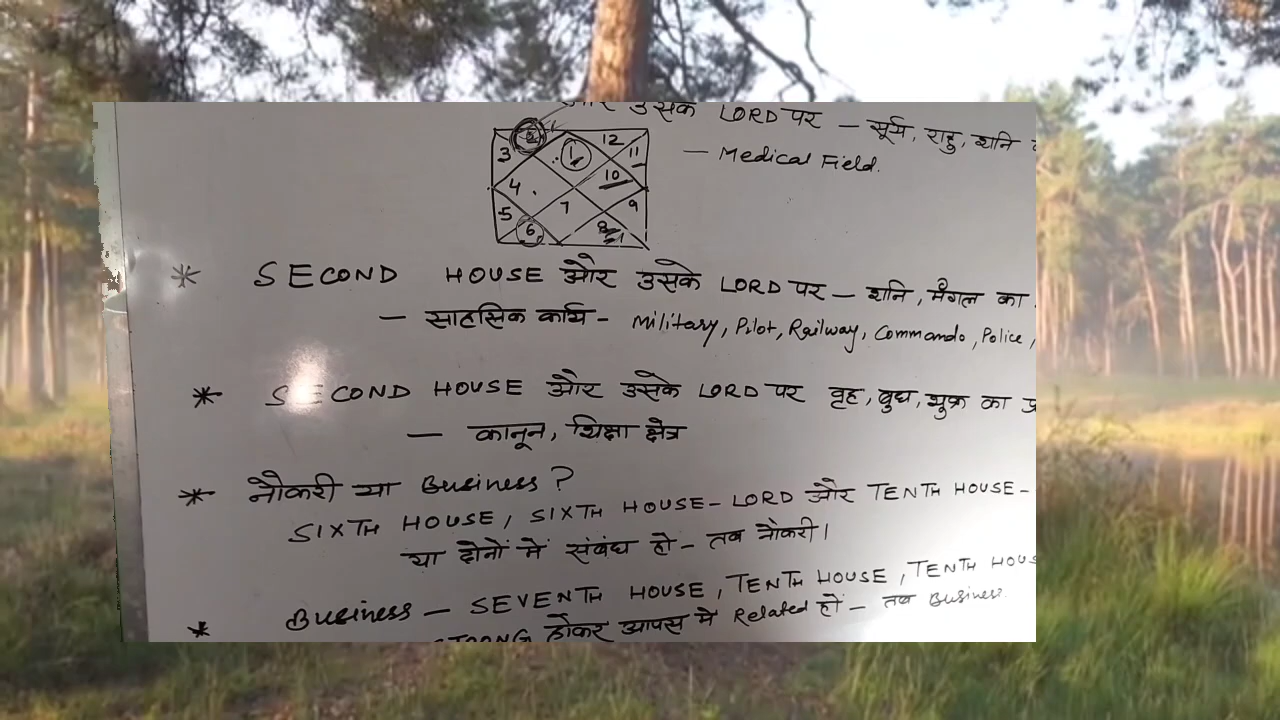 और उसके LORD पर – सूर्य, राहु, शनि
– Medical Field.
2 1 12
3 11
4 10
5 7 9
6 8
* SECOND HOUSE और उसके LORD पर – शनि, मंगल का
– साहसिक कार्य – Military, Pilot, Railway, Commando, Police,
* SECOND HOUSE और उसके LORD पर वृह, बुध, शुक्र का
– कानून, शिक्षा क्षेत्र
* नौकरी या Business ?
SIXTH HOUSE, SIXTH HOUSE-LORD और TENTH HOUSE-
या दोनों में संबंध हो – तब नौकरी।
* Business – SEVENTH HOUSE, TENTH HOUSE, TENTH HOUS
STRONG होकर आपस में Related हों – तब Business.